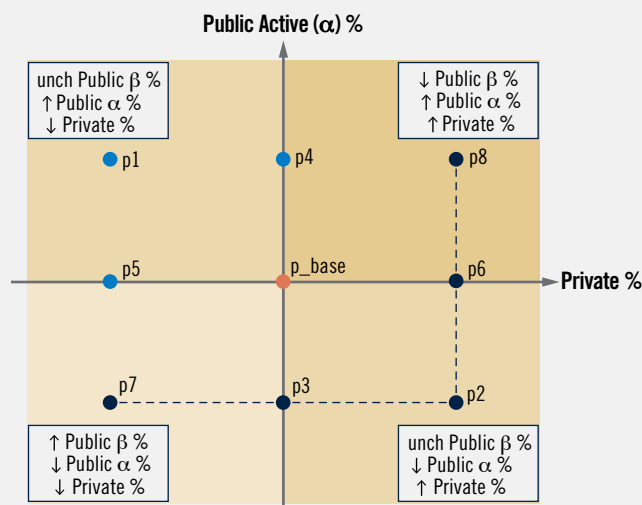 Public Active (α) %
unch Public β %
↑ Public α %
↓ Private %
↓ Public β %
↑ Public α %
↑ Private %
p1
p4
p8
p5
p_base
p6
Private %
p7
p3
p2
↑ Public β %
↓ Public α %
↓ Private %
unch Public β %
↓ Public α %
↑ Private %